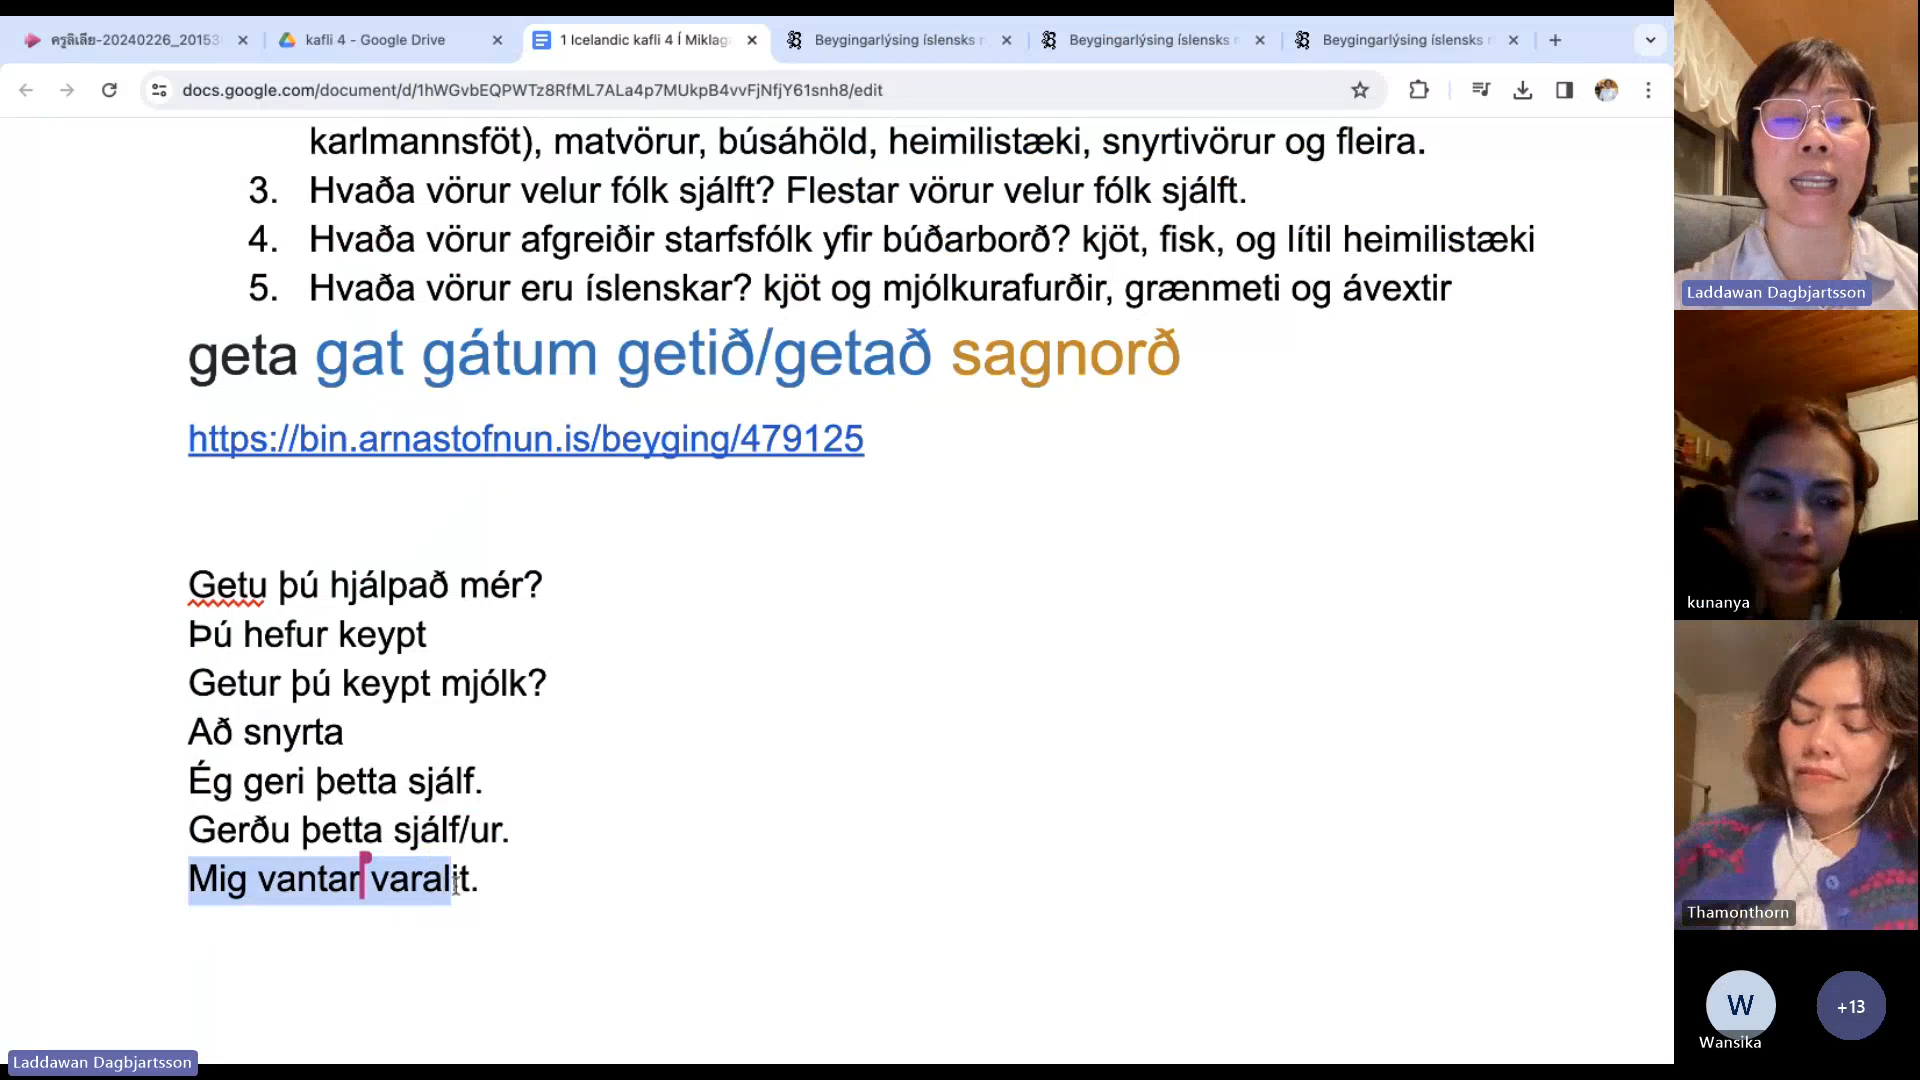 ครูลิเลีย-20240226_20153
kafli 4 - Google Drive
1 Icelandic kafli 4 Í Miklag
Beygingarlýsing íslensks n
Beygingarlýsing íslensks n
Beygingarlýsing íslensks n
docs.google.com/document/d/1hWGvbEQPWTz8RfML7ALa4p7MUkpB4vvFjNfjY61snh8/edit
karlmannsföt), matvörur, búsáhöld, heimilistæki, snyrtivörur og fleira.
3. Hvaða vörur velur fólk sjálft? Flestar vörur velur fólk sjálft.
4. Hvaða vörur afgreiðir starfsfólk yfir búðarborð? kjöt, fisk, og lítil heimilistæki
5. Hvaða vörur eru íslenskar? kjöt og mjólkurafurðir, grænmeti og ávextir
geta gat gátum getið/getað sagnorð
https://bin.arnastofnun.is/beyging/479125
Getu þú hjálpað mér?
Þú hefur keypt
Getur þú keypt mjólk?
Að snyrta
Ég geri þetta sjálf.
Gerðu þetta sjálf/ur.
Mig vantar varalit.
Laddawan Dagbjartsson
Laddawan Dagbjartsson
kunanya
Thamonthorn
W
+13
Wansika